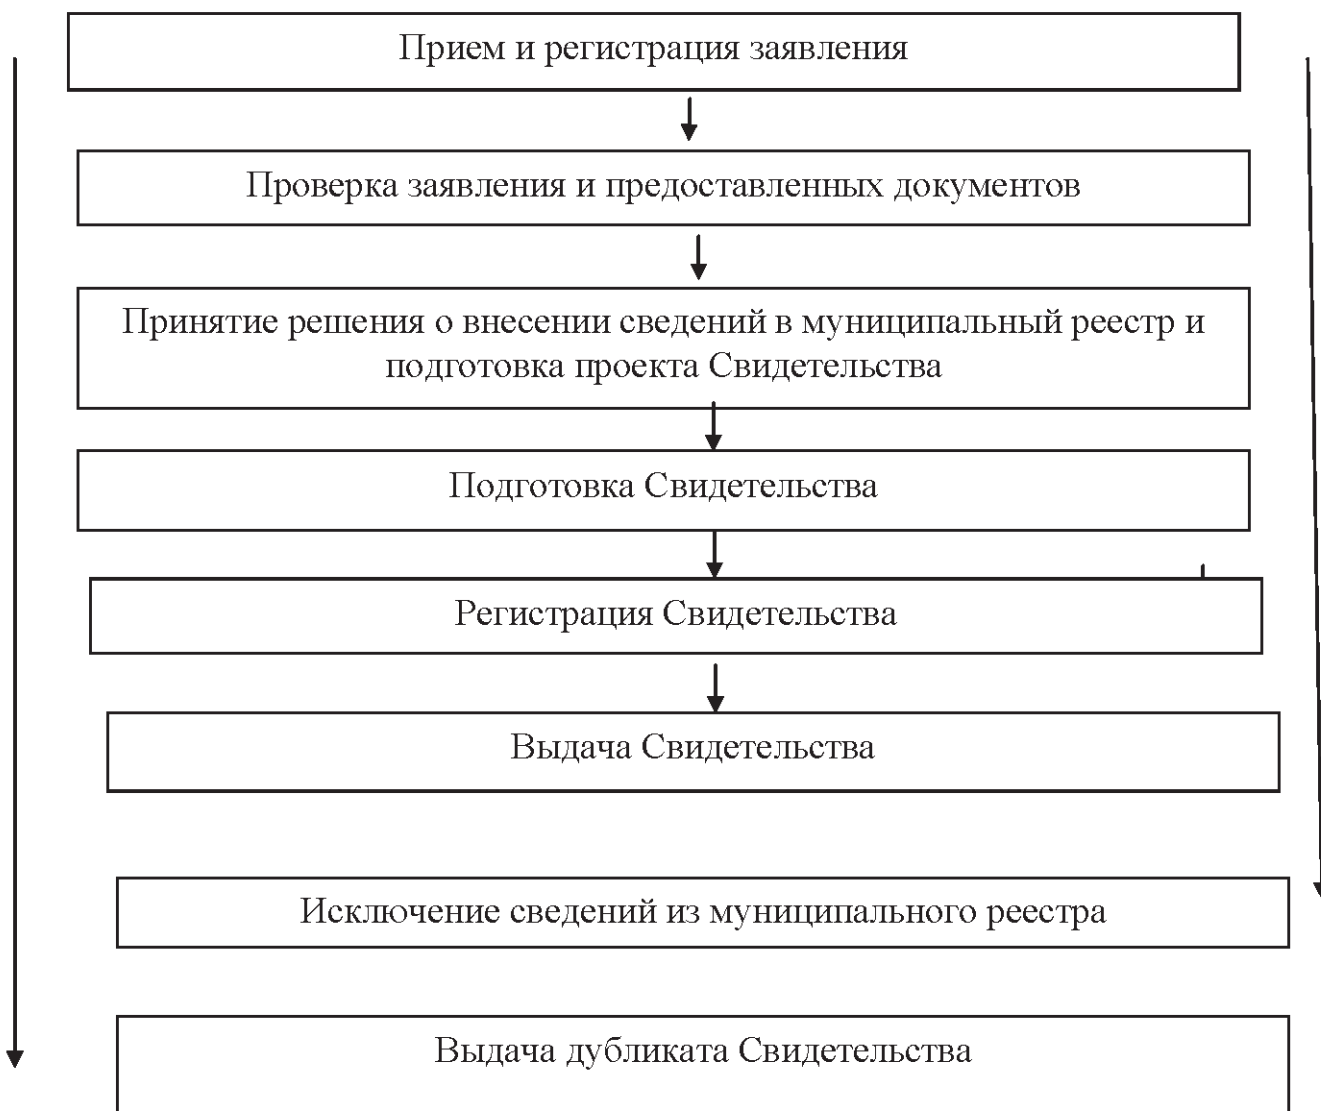 Прием и регистрация заявления
Проверка заявления и предоставленных документов
Принятие решения о внесении сведений в муниципальный реестр и
подготовка проекта Свидетельства
Подготовка Свидетельства
Регистрация Свидетельства
Выдача Свидетельства
Исключение сведений из муниципального реестра
Выдача дубликата Свидетельства